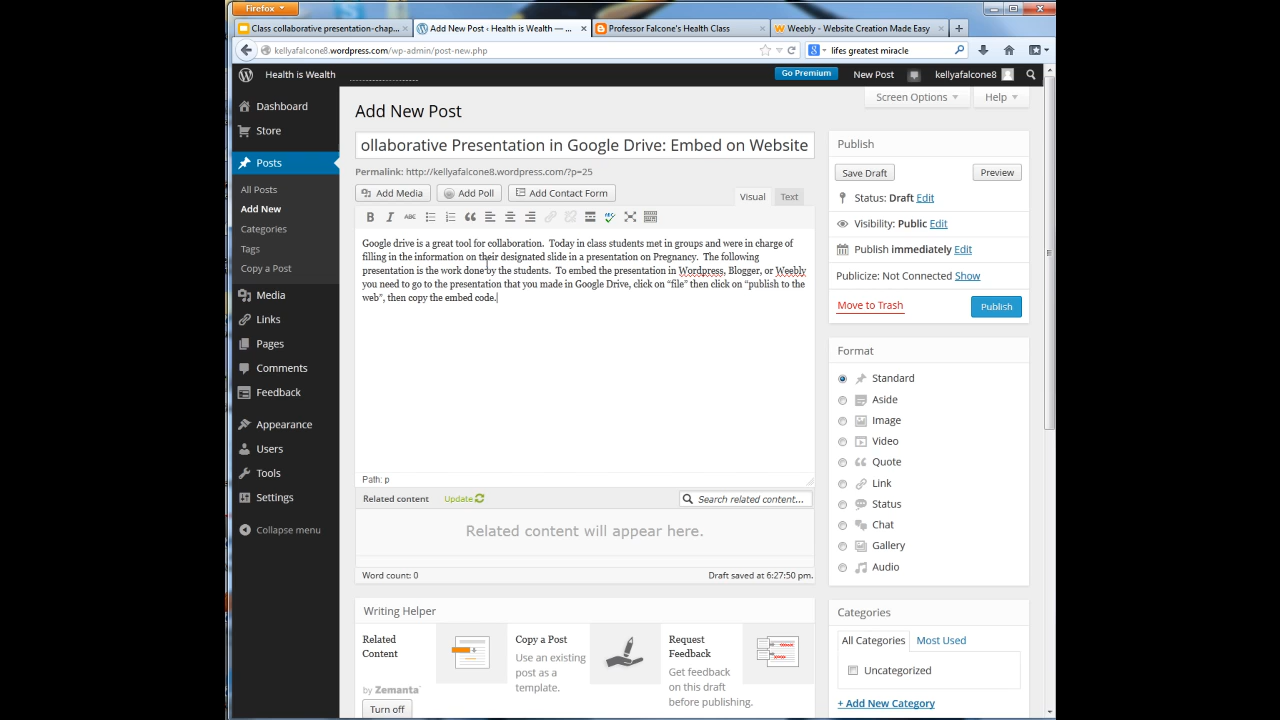 Firefox
Class collaborative presentation-chap...
Add New Post ‹ Health is Wealth — ...
Professor Falcone's Health Class
Weebly - Website Creation Made Easy
kellyafalcone8.wordpress.com/wp-admin/post-new.php
lifes greatest miracle
Health is Wealth
Go Premium
New Post
kellyafalcone8
Dashboard
Store
Posts
All Posts
Add New
Categories
Tags
Copy a Post
Media
Links
Pages
Comments
Feedback
Appearance
Users
Tools
Settings
Collapse menu
Screen Options
Help
Add New Post
ollaborative Presentation in Google Drive: Embed on Website
Permalink: http://kellyafalcone8.wordpress.com/?p=25
Add Media
Add Poll
Add Contact Form
Visual
Text
B I ABC
Google drive is a great tool for collaboration. Today in class students met in groups and were in charge of
filling in the information on their designated slide in a presentation on Pregnancy. The following
presentation is the work done by the students. To embed the presentation in Wordpress, Blogger, or Weebly
you need to go to the presentation that you made in Google Drive, click on “file” then click on “publish to the
web”, then copy the embed code.
Path: p
Related content
Update
Search related content...
Related content will appear here.
Word count: 0
Draft saved at 6:27:50 pm.
Writing Helper
Related
Content
by Zemanta
Turn off
Copy a Post
Use an existing
post as a
template.
Request
Feedback
Get feedback
on this draft
before publishing.
Publish
Save Draft
Preview
Status: Draft Edit
Visibility: Public Edit
Publish immediately Edit
Publicize: Not Connected Show
Move to Trash
Publish
Format
Standard
Aside
Image
Video
Quote
Link
Status
Chat
Gallery
Audio
Categories
All Categories
Most Used
Uncategorized
+ Add New Category